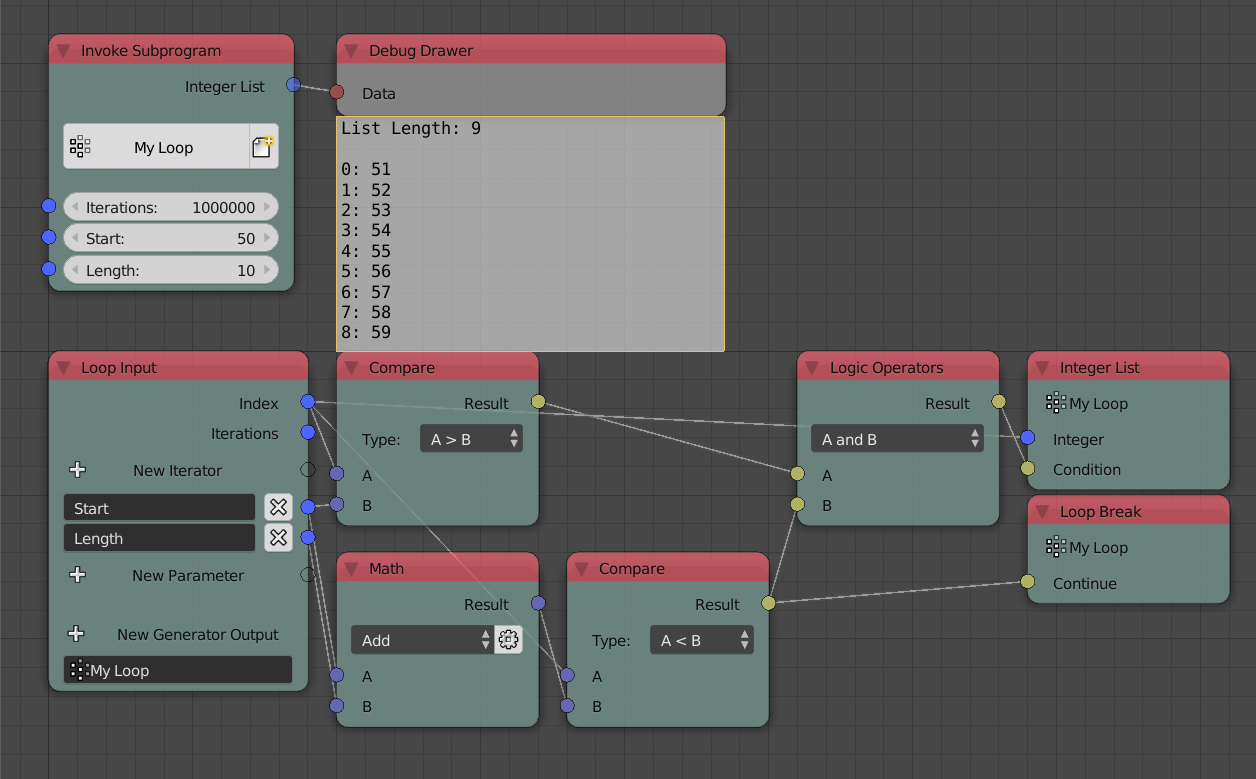 Invoke Subprogram
Integer List
My Loop
Iterations: 1000000
Start: 50
Length: 10
Debug Drawer
Data
List Length: 9
0: 51
1: 52
2: 53
3: 54
4: 55
5: 56
6: 57
7: 58
8: 59
Loop Input
Index
Iterations
New Iterator
Start
Length
New Parameter
New Generator Output
My Loop
Compare
Result
Type: A > B
A
B
Math
Result
Add
A
B
Compare
Result
Type: A < B
A
B
Logic Operators
Result
A and B
A
B
Integer List
My Loop
Integer
Condition
Loop Break
My Loop
Continue